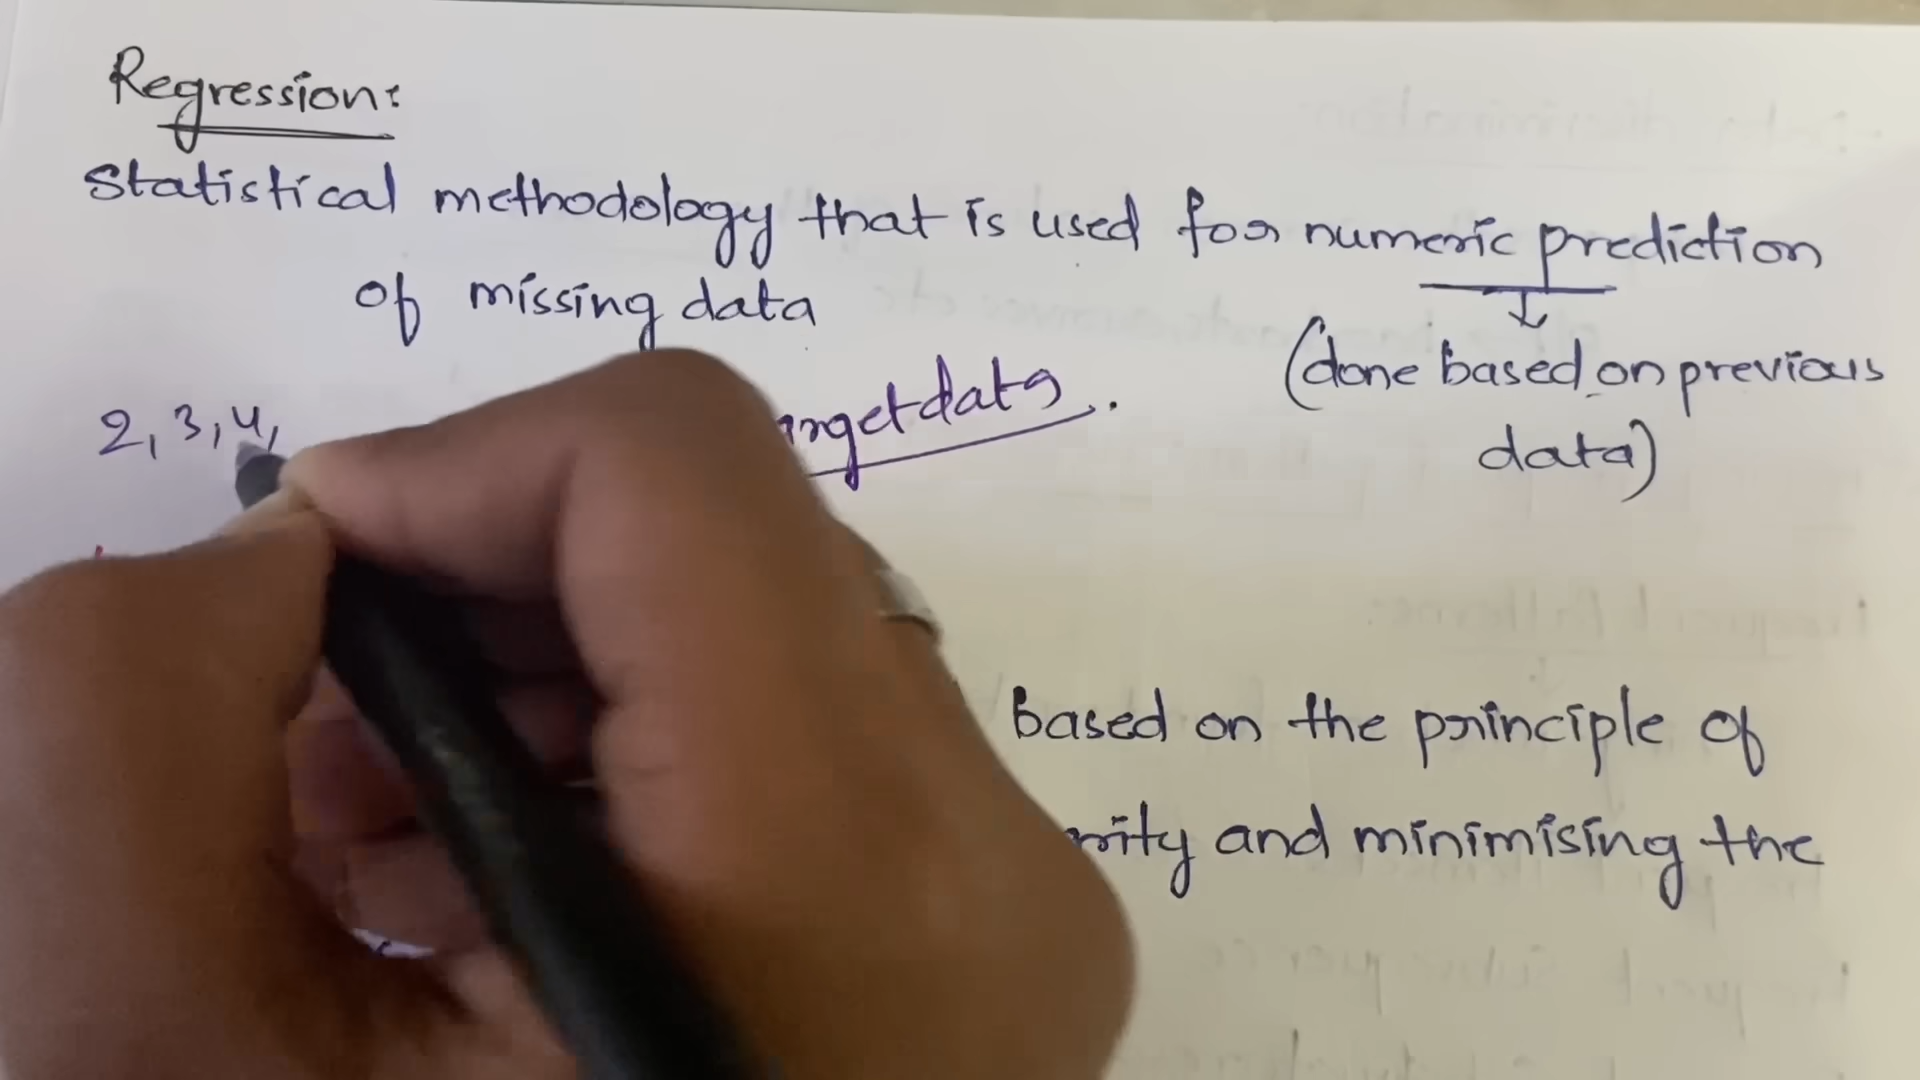 Regression:
Statistical methodology that is used for numeric prediction
of missing data
(done based on previous
data)
2, 3, 4,
Based on the principle of
and minimising the